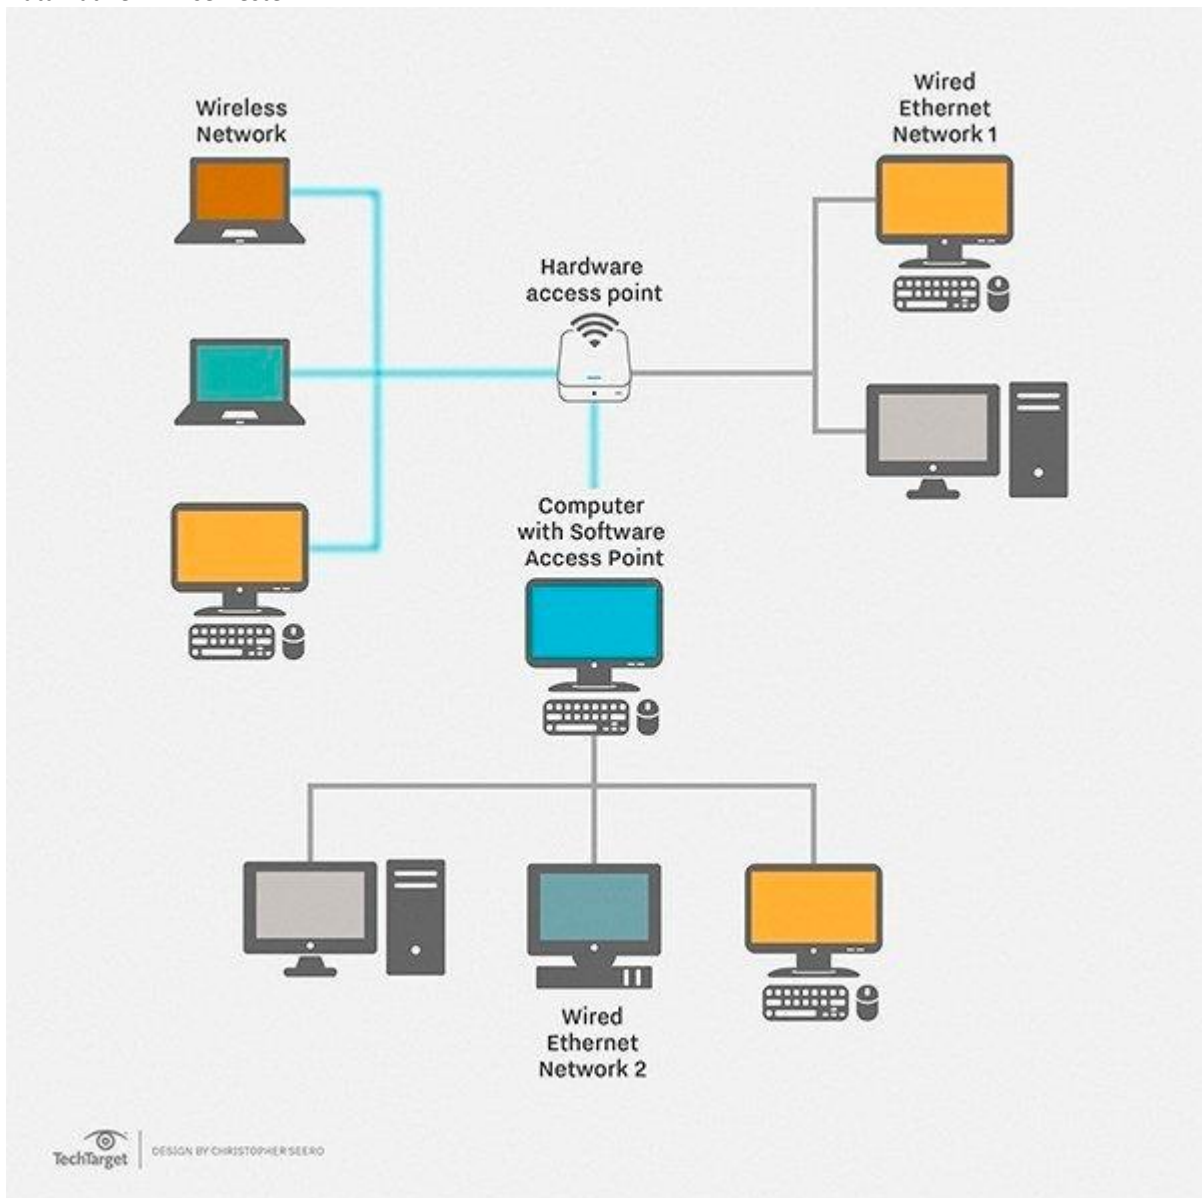 Wireless
Network
Wired
Ethernet
Network 1
Hardware
access point
Computer
with Software
Access Point
Wired
Ethernet
Network 2
TechTarget
DESIGN BY CHRISTOPHER SEERO